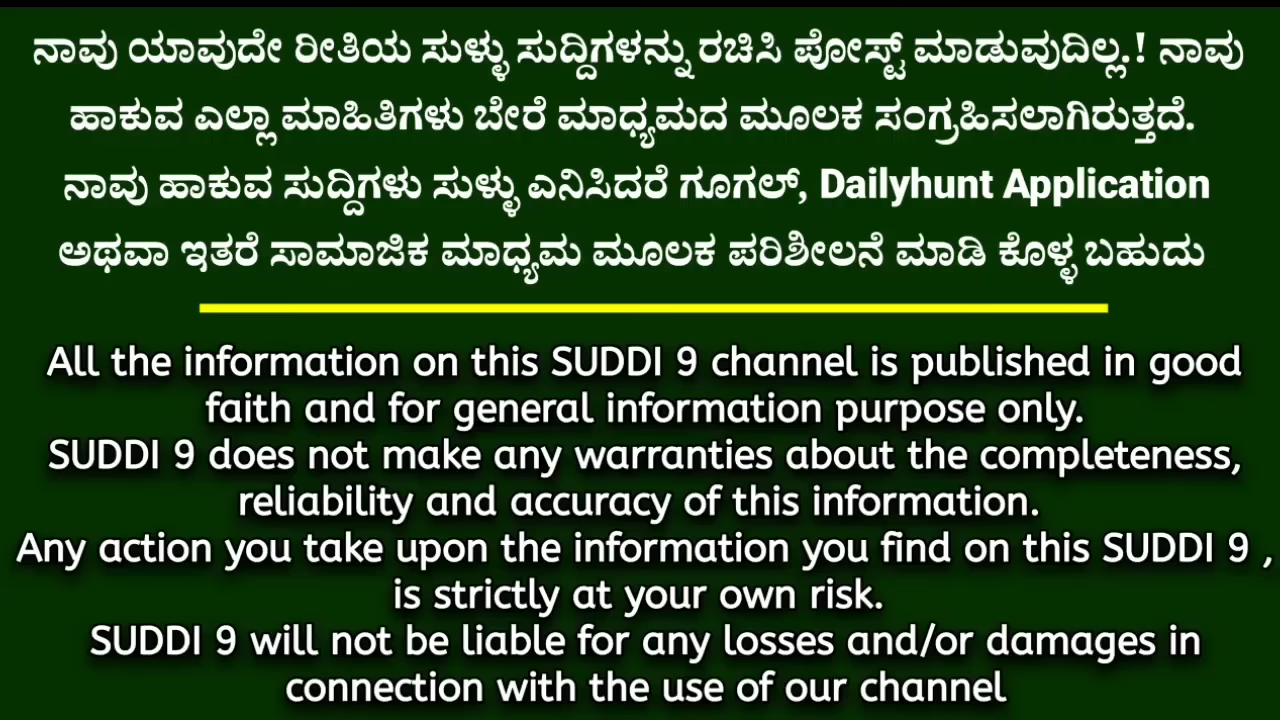 ನಾವು ಯಾವುದೇ ರೀತಿಯ ಸುಳ್ಳು ಸುದ್ದಿಗಳನ್ನು ರಚಿಸಿ ಪೋಸ್ಟ್ ಮಾಡುವುದಿಲ್ಲ.! ನಾವು
ಹಾಕುವ ಎಲ್ಲಾ ಮಾಹಿತಿಗಳು ಬೇರೆ ಮಾಧ್ಯಮದ ಮೂಲಕ ಸಂಗ್ರಹಿಸಲಾಗಿರುತ್ತದೆ.
ನಾವು ಹಾಕುವ ಸುದ್ದಿಗಳು ಸುಳ್ಳು ಎನಿಸಿದರೆ ಗೂಗಲ್, Dailyhunt Application
ಅಥವಾ ಇತರೆ ಸಾಮಾಜಿಕ ಮಾಧ್ಯಮ ಮೂಲಕ ಪರಿಶೀಲನೆ ಮಾಡಿ ಕೊಳ್ಳ ಬಹುದು
All the information on this SUDDI 9 channel is published in good
faith and for general information purpose only.
SUDDI 9 does not make any warranties about the completeness,
reliability and accuracy of this information.
Any action you take upon the information you find on this SUDDI 9 ,
is strictly at your own risk.
SUDDI 9 will not be liable for any losses and/or damages in
connection with the use of our channel